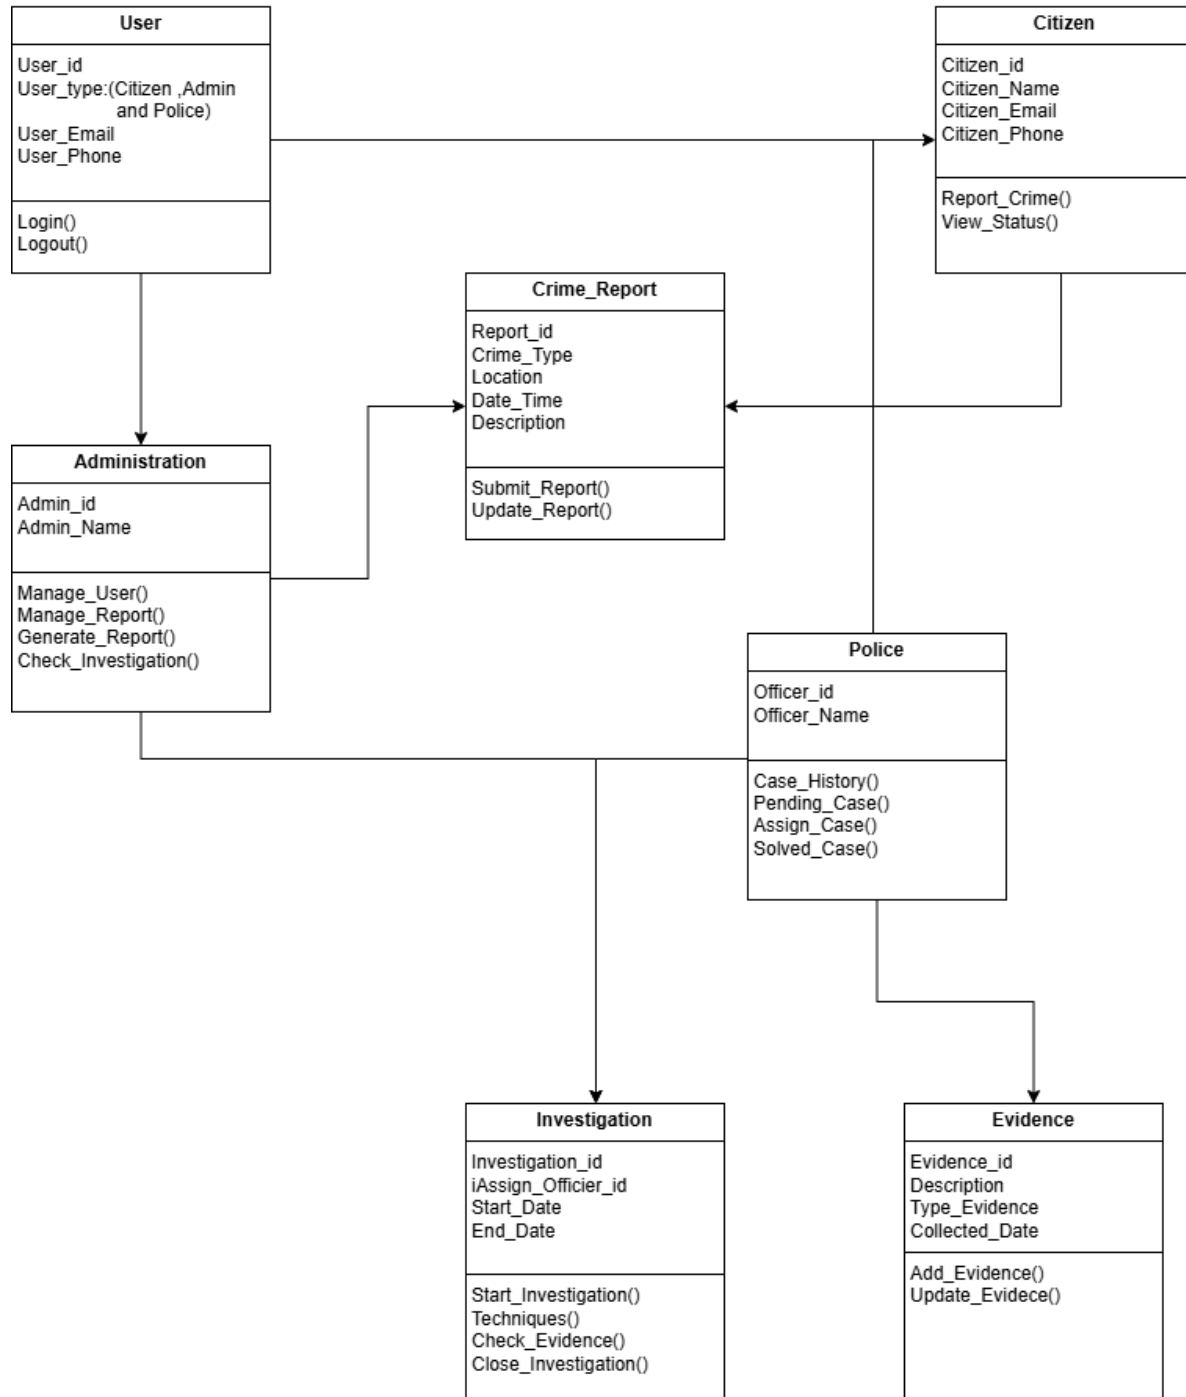 User
User_id
User_type:(Citizen ,Admin
and Police)
User_Email
User_Phone
Login()
Logout()
Citizen
Citizen_id
Citizen_Name
Citizen_Email
Citizen_Phone
Report_Crime()
View_Status()
Crime_Report
Report_id
Crime_Type
Location
Date_Time
Description
Submit_Report()
Update_Report()
Administration
Admin_id
Admin_Name
Manage_User()
Manage_Report()
Generate_Report()
Check_Investigation()
Police
Officer_id
Officer_Name
Case_History()
Pending_Case()
Assign_Case()
Solved_Case()
Investigation
Investigation_id
iAssign_Officier_id
Start_Date
End_Date
Start_Investigation()
Techniques()
Check_Evidence()
Close_Investigation()
Evidence
Evidence_id
Description
Type_Evidence
Collected_Date
Add_Evidence()
Update_Evidece()